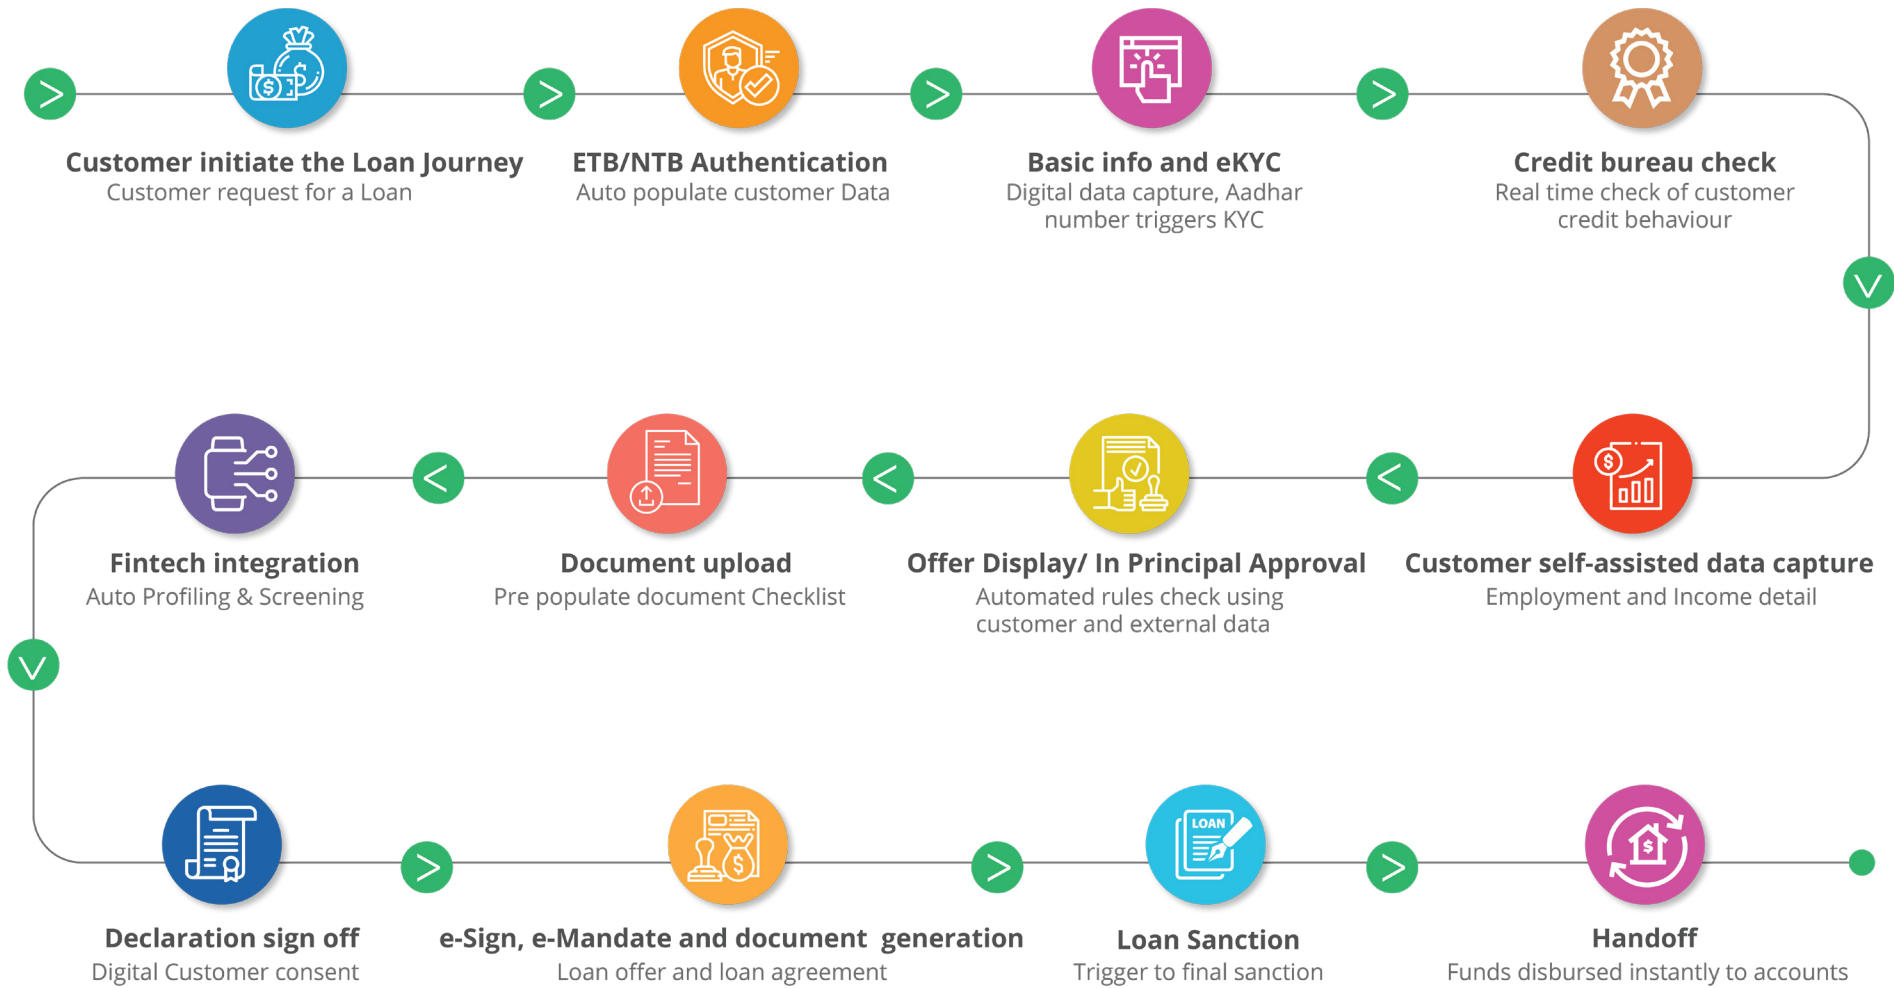 Customer initiate the Loan Journey
Customer request for a Loan
ETB/NTB Authentication
Auto populate customer Data
Basic info and eKYC
Digital data capture, Aadhar
number triggers KYC
Credit bureau check
Real time check of customer
credit behaviour
Customer self-assisted data capture
Employment and Income detail
Offer Display/ In Principal Approval
Automated rules check using
customer and external data
Document upload
Pre populate document Checklist
Fintech integration
Auto Profiling & Screening
Declaration sign off
Digital Customer consent
e-Sign, e-Mandate and document generation
Loan offer and loan agreement
LOAN
Loan Sanction
Trigger to final sanction
Handoff
Funds disbursed instantly to accounts